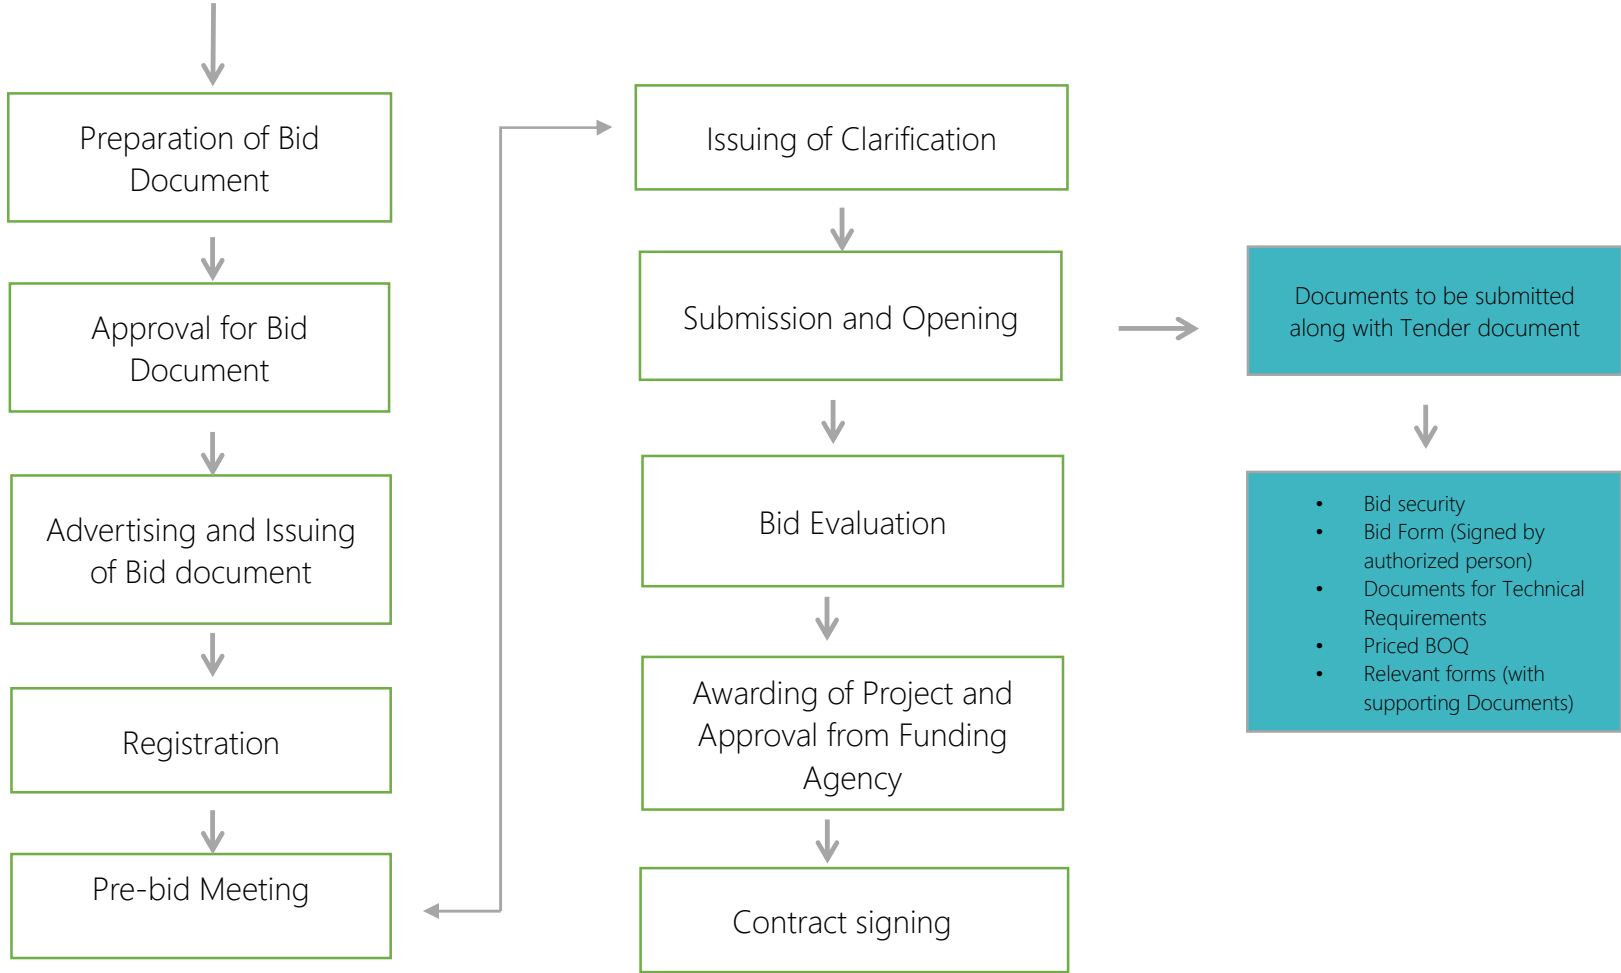 Preparation of Bid
Document
Approval for Bid
Document
Advertising and Issuing
of Bid document
Registration
Pre-bid Meeting
Issuing of Clarification
Submission and Opening
Bid Evaluation
Awarding of Project and
Approval from Funding
Agency
Contract signing
Documents to be submitted
along with Tender document
• Bid security
• Bid Form (Signed by
authorized person)
• Documents for Technical
Requirements
• Priced BOQ
• Relevant forms (with
supporting Documents)